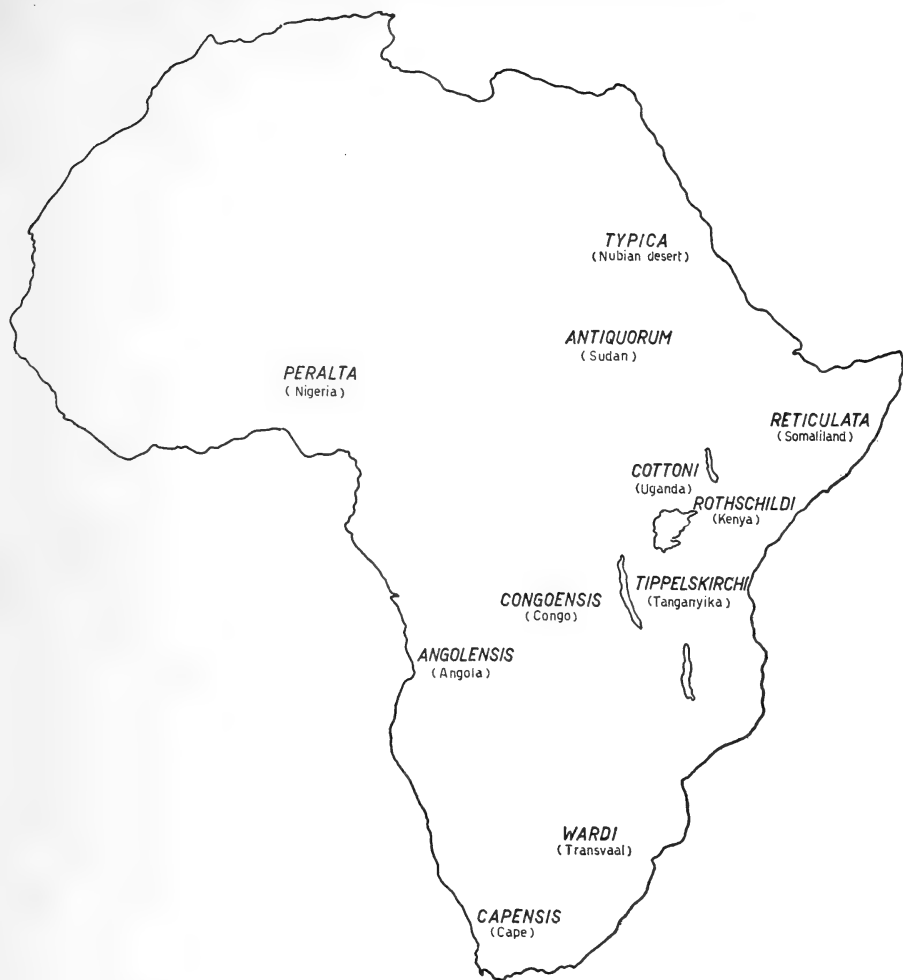 TYPICA
(Nubian desert)
ANTIQUORUM
(Sudan)
PERALTA
(Nigeria)
RETICULATA
(Somaliland)
COTTONI
(Uganda)
ROTHSCHILDI
(Kenya)
TIPPELSKIRCHI
(Tanganyika)
CONGOENSIS
(Congo)
ANGOLENSIS
(Angola)
WARDI
(Transvaal)
CAPENSIS
(Cape)